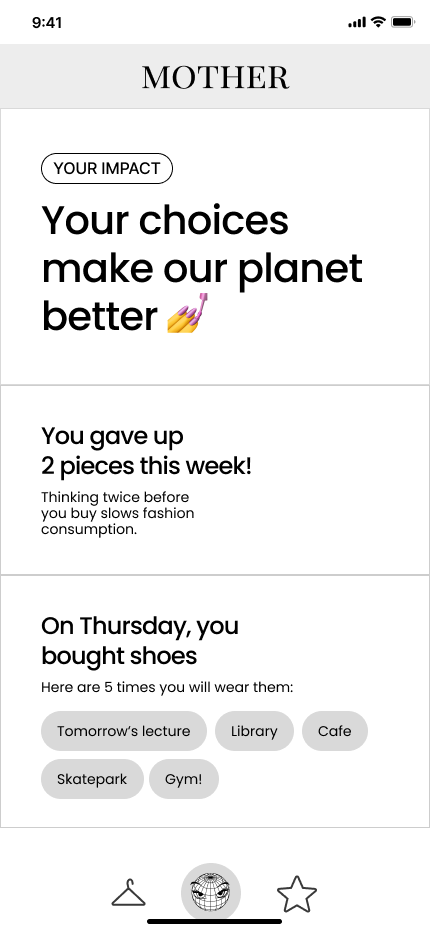 9:41
MOTHER
YOUR IMPACT
Your choices
make our planet
better 💅
You gave up
2 pieces this week!
Thinking twice before
you buy slows fashion
consumption.
On Thursday, you
bought shoes
Here are 5 times you will wear them:
Tomorrow’s lecture
Library
Cafe
Skatepark
Gym!